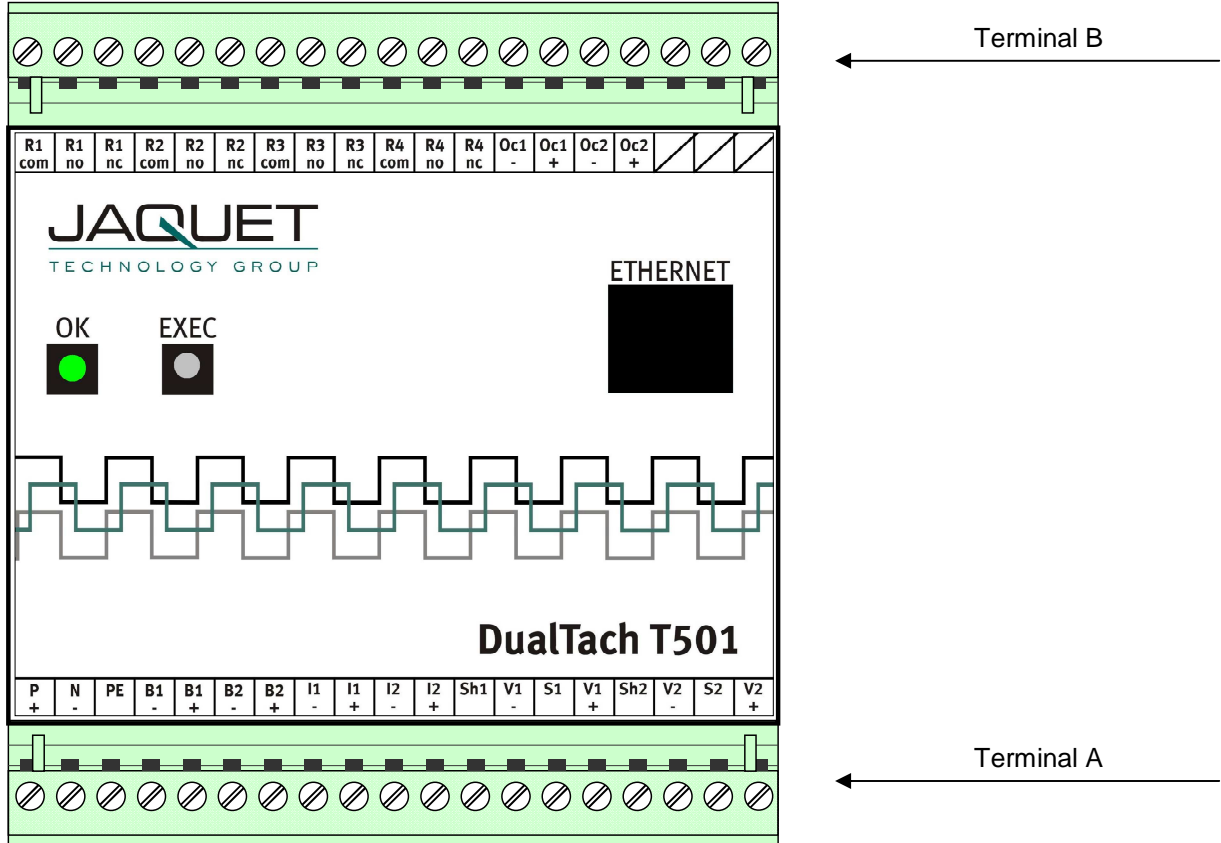 Terminal B
R1 com R1 no R1 nc R2 com R2 no R2 nc R3 com R3 no R3 nc R4 com R4 no R4 nc Oc1 - Oc1 + Oc2 - Oc2 +
JAQUET
TECHNOLOGY GROUP
ETHERNET
OK EXEC
DualTach T501
P + N - PE B1 - B1 + B2 - B2 + I1 - I1 + I2 - I2 + Sh1 V1 - S1 V1 + Sh2 V2 - S2 V2 +
Terminal A